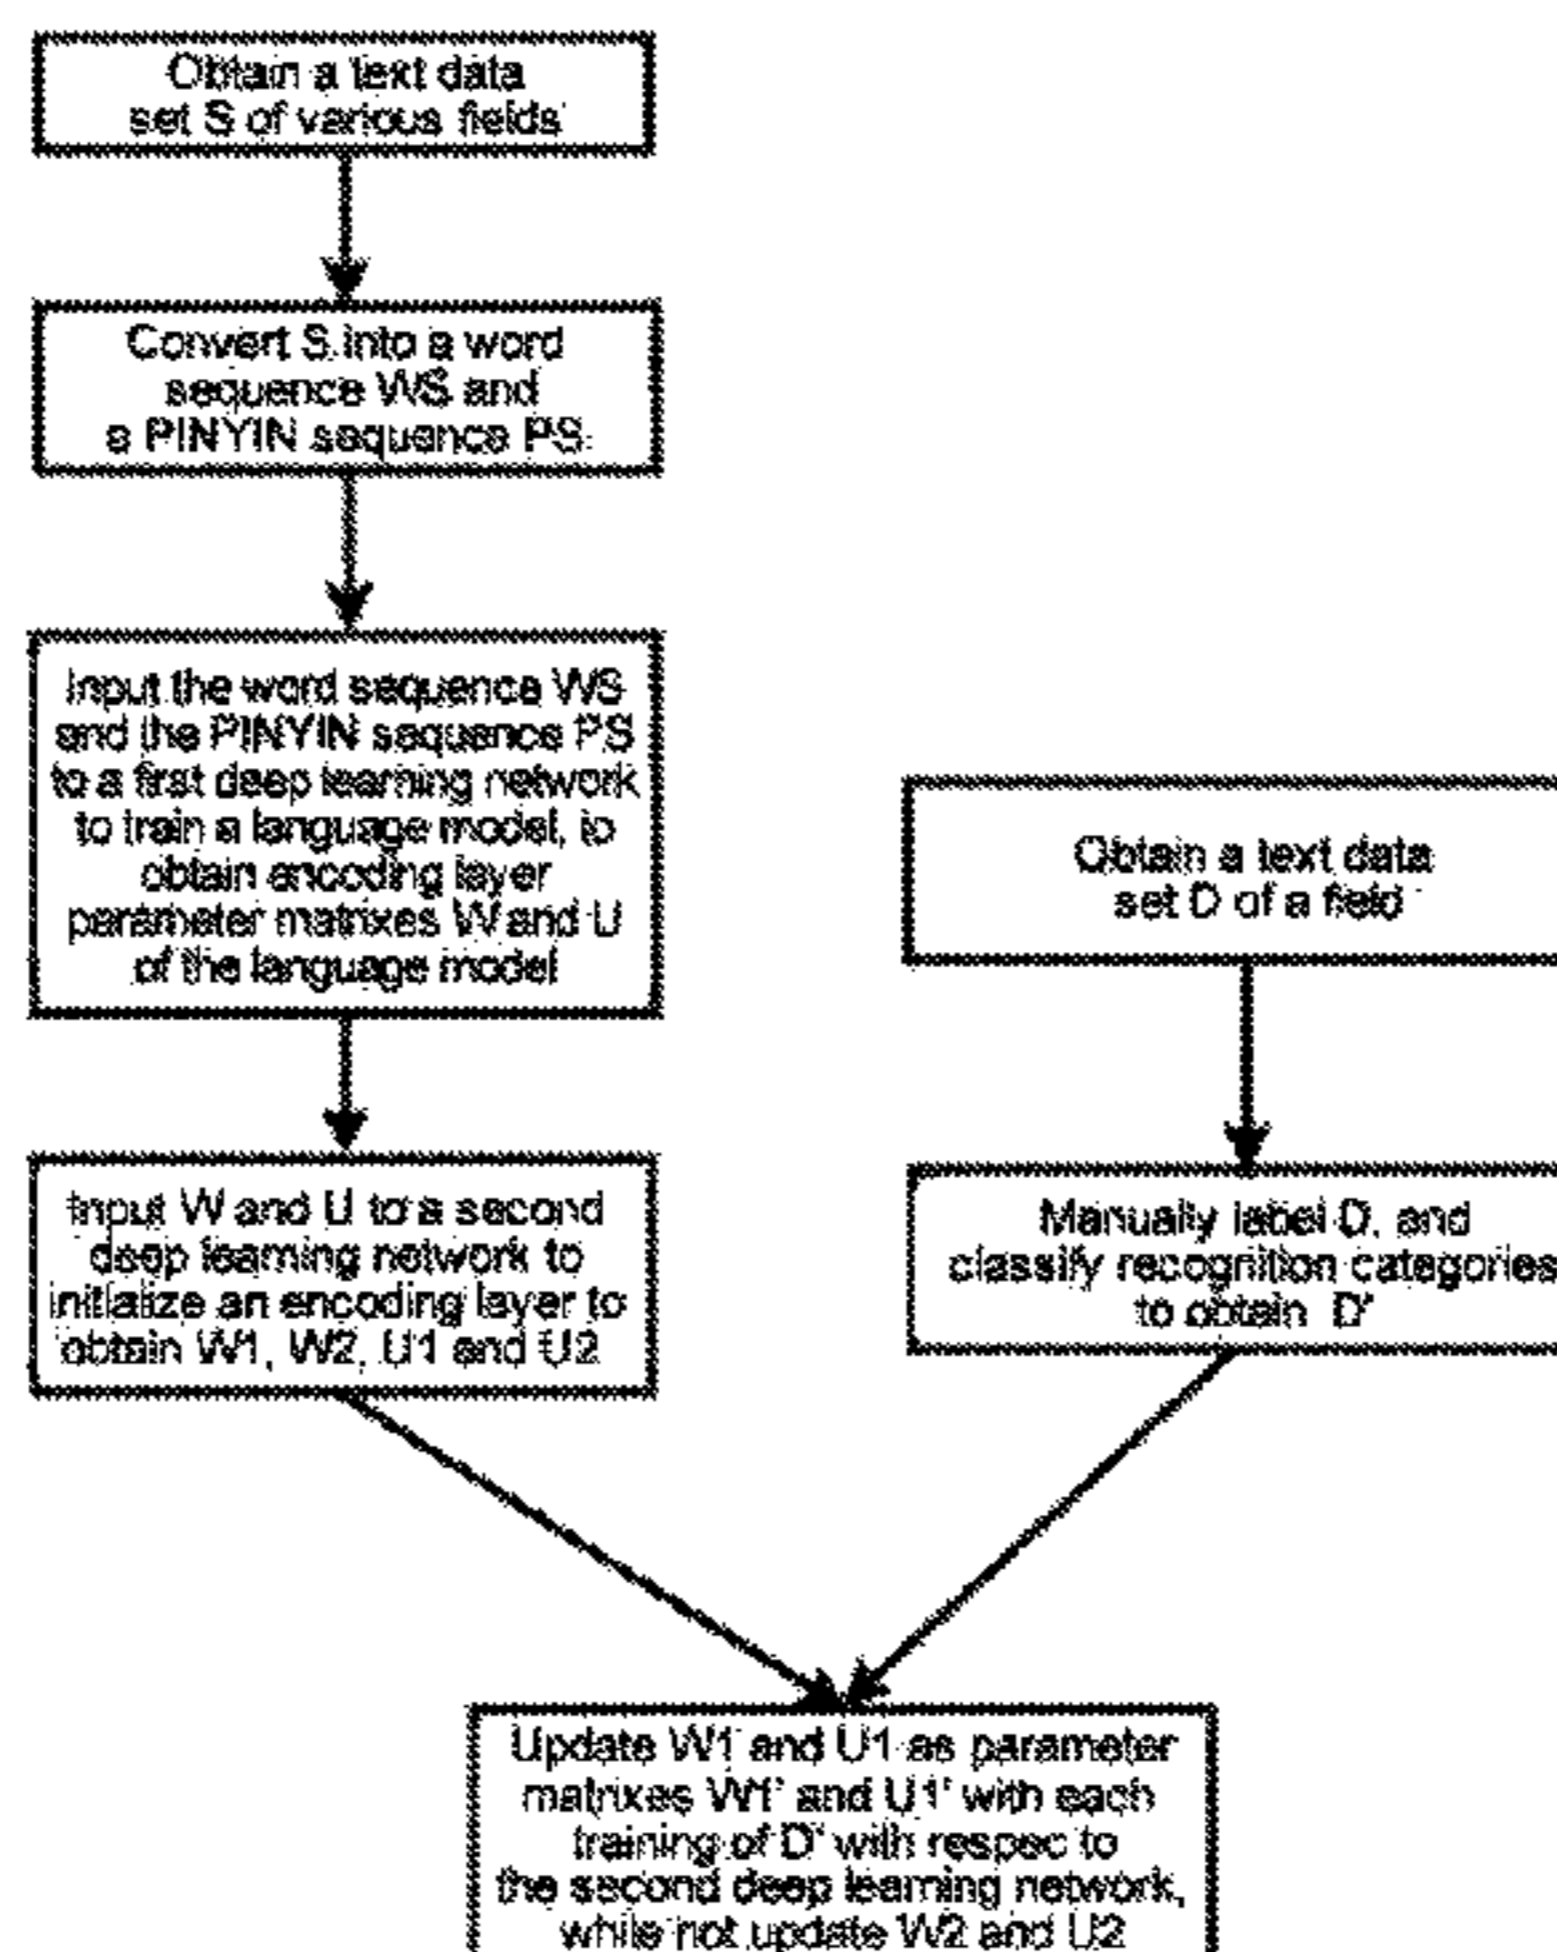 Obtain a text data
set S of various fields
Convert S into a word
sequence WS and
a PINYIN sequence PS
Input the word sequence WS
and the PINYIN sequence PS
to a first deep learning network
to train a language model, to
obtain encoding layer
parameter matrixes W and U
of the language model
Input W and U to a second
deep learning network to
initialize an encoding layer to
obtain W1, W2, U1 and U2
Obtain a text data
set D of a field
Manually label D, and
classify recognition categories
to obtain D'
Update W1 and U1 as parameter
matrixes W1' and U1' with each
training of D' with respec to
the second deep learning network,
while not update W2 and U2